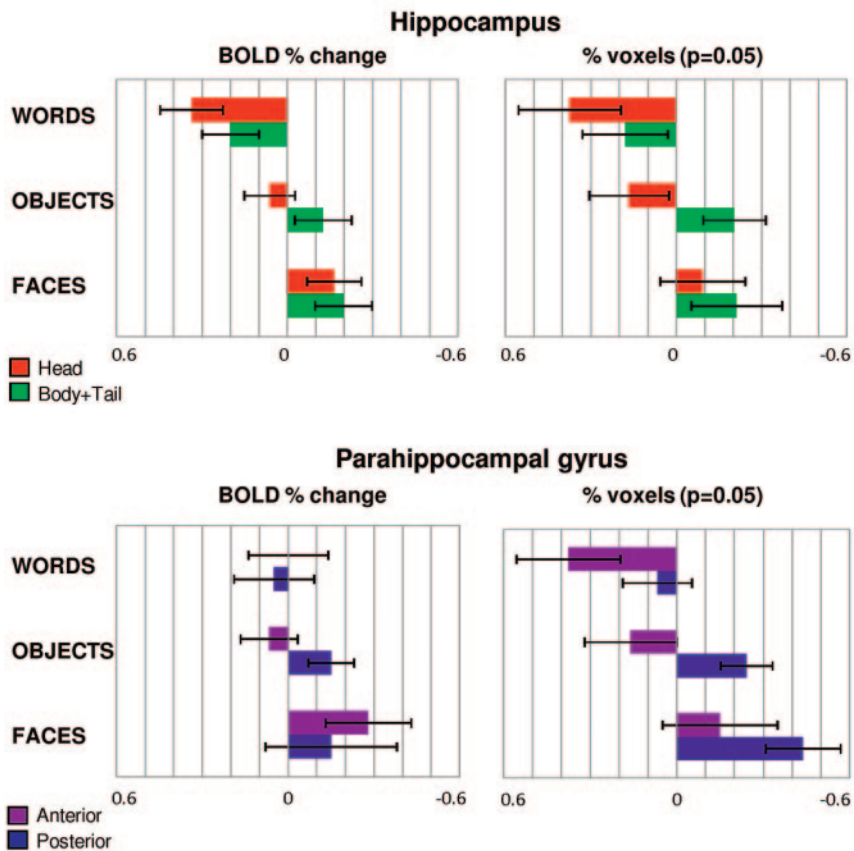 Hippocampus
BOLD % change
% voxels (p=0.05)
WORDS
OBJECTS
FACES
0.6 0 -0.6
0.6 0 -0.6
Head
Body+Tail
Parahippocampal gyrus
BOLD % change
% voxels (p=0.05)
WORDS
OBJECTS
FACES
0.6 0 -0.6
0.6 0 -0.6
Anterior
Posterior